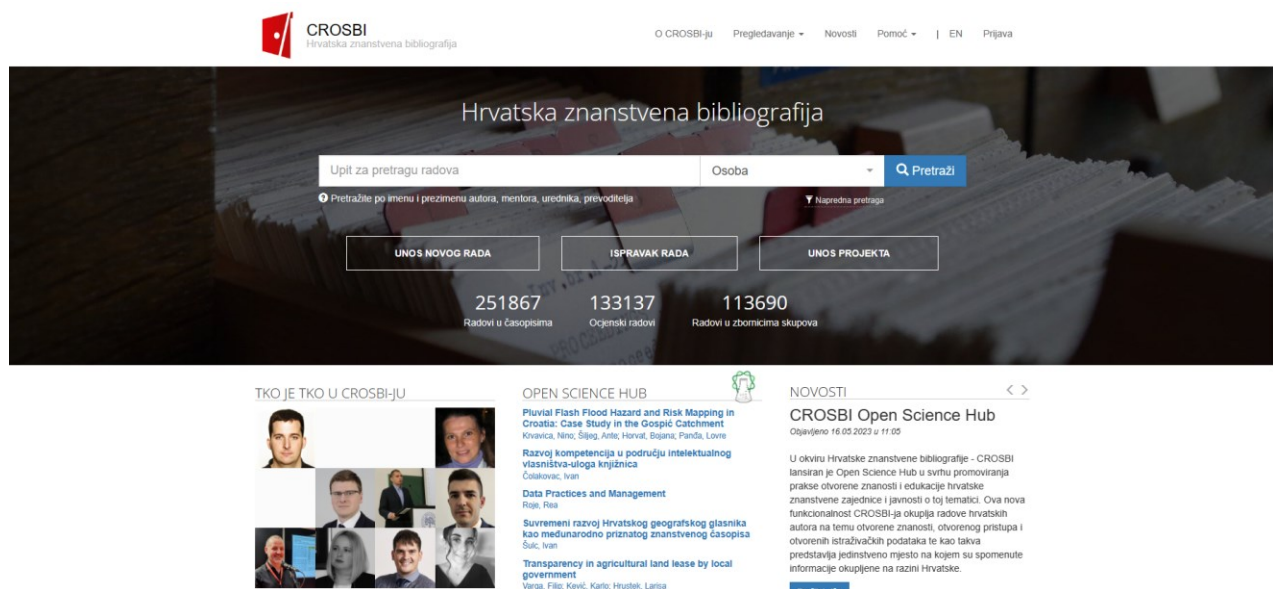 CROSBI
Hrvatska znanstvena bibliografija
O CROSBI-ju Pregledavanje Novosti Pomoć | EN Prijava
Hrvatska znanstvena bibliografija
Upit za pretragu radova Osoba Pretraži
Pretražite po imenu i prezimenu autora, mentora, urednika, prevoditelja Napredna pretraga
UNOS NOVOG RADA ISPRAVAK RADA UNOS PROJEKTA
251867 133137 113690
Radovi u časopisima Ocjenski radovi Radovi u zbornicima skupova
TKO JE TKO U CROSBI-JU
OPEN SCIENCE HUB
Pluvial Flash Flood Hazard and Risk Mapping in
Croatia: Case Study in the Gospić Catchment
Krvavica, Nino; Šiljeg, Ante; Horvat, Bojana; Panđa, Lovre
Razvoj kompetencija u području intelektualnog
vlasništva-uloga knjižnica
Čolakovac, Ivan
Data Practices and Management
Roje, Rea
Suvremeni razvoj Hrvatskog geografskog glasnika
kao međunarodno priznatog znanstvenog časopisa
Šulc, Ivan
Transparency in agricultural land lease by local
government
Varga, Filip; Kević, Karlo; Hrustek, Larisa
NOVOSTI
CROSBI Open Science Hub
Objavljeno 16.05.2023 u 11:05
U okviru Hrvatske znanstvene bibliografije - CROSBI
lansiran je Open Science Hub u svrhu promoviranja
prakse otvorene znanosti i edukacije hrvatske
znanstvene zajednice i javnosti o toj tematici. Ova nova
funkcionalnost CROSBI-ja okuplja radove hrvatskih
autora na temu otvorene znanosti, otvorenog pristupa i
otvorenih istraživačkih podataka te kao takva
predstavlja jedinstveno mjesto na kojem su spomenute
informacije okupljene na razini Hrvatske.